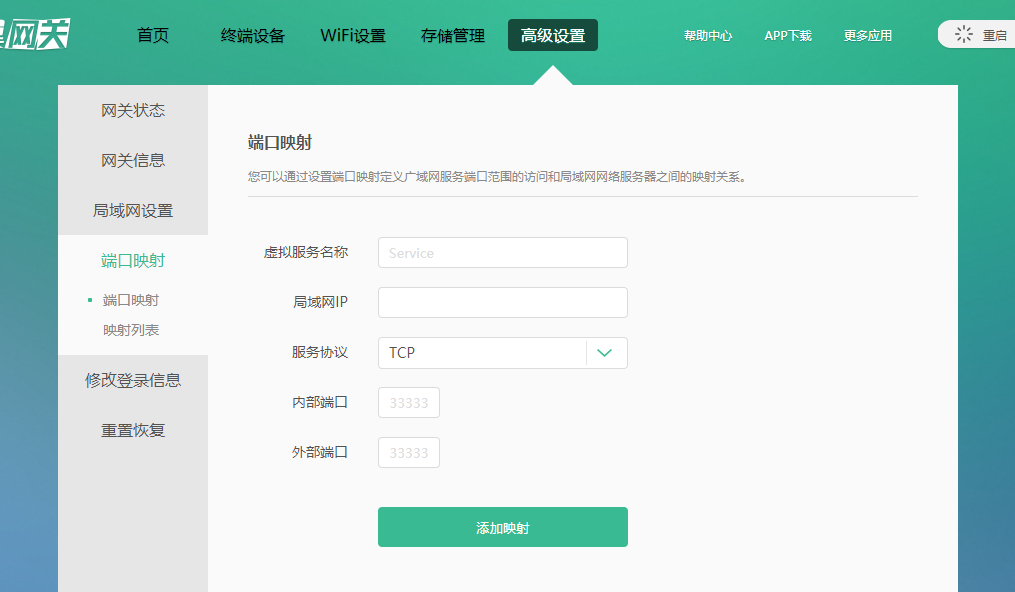 网关
首页 终端设备 WiFi设置 存储管理 高级设置 帮助中心 APP下载 更多应用 重启
网关状态
网关信息
局域网设置
端口映射
端口映射
映射列表
修改登录信息
重置恢复
端口映射
您可以通过设置端口映射定义广域网服务端口范围的访问和局域网网络服务器之间的映射关系。
虚拟服务名称 Service
局域网IP
服务协议 TCP
内部端口 33333
外部端口 33333
添加映射